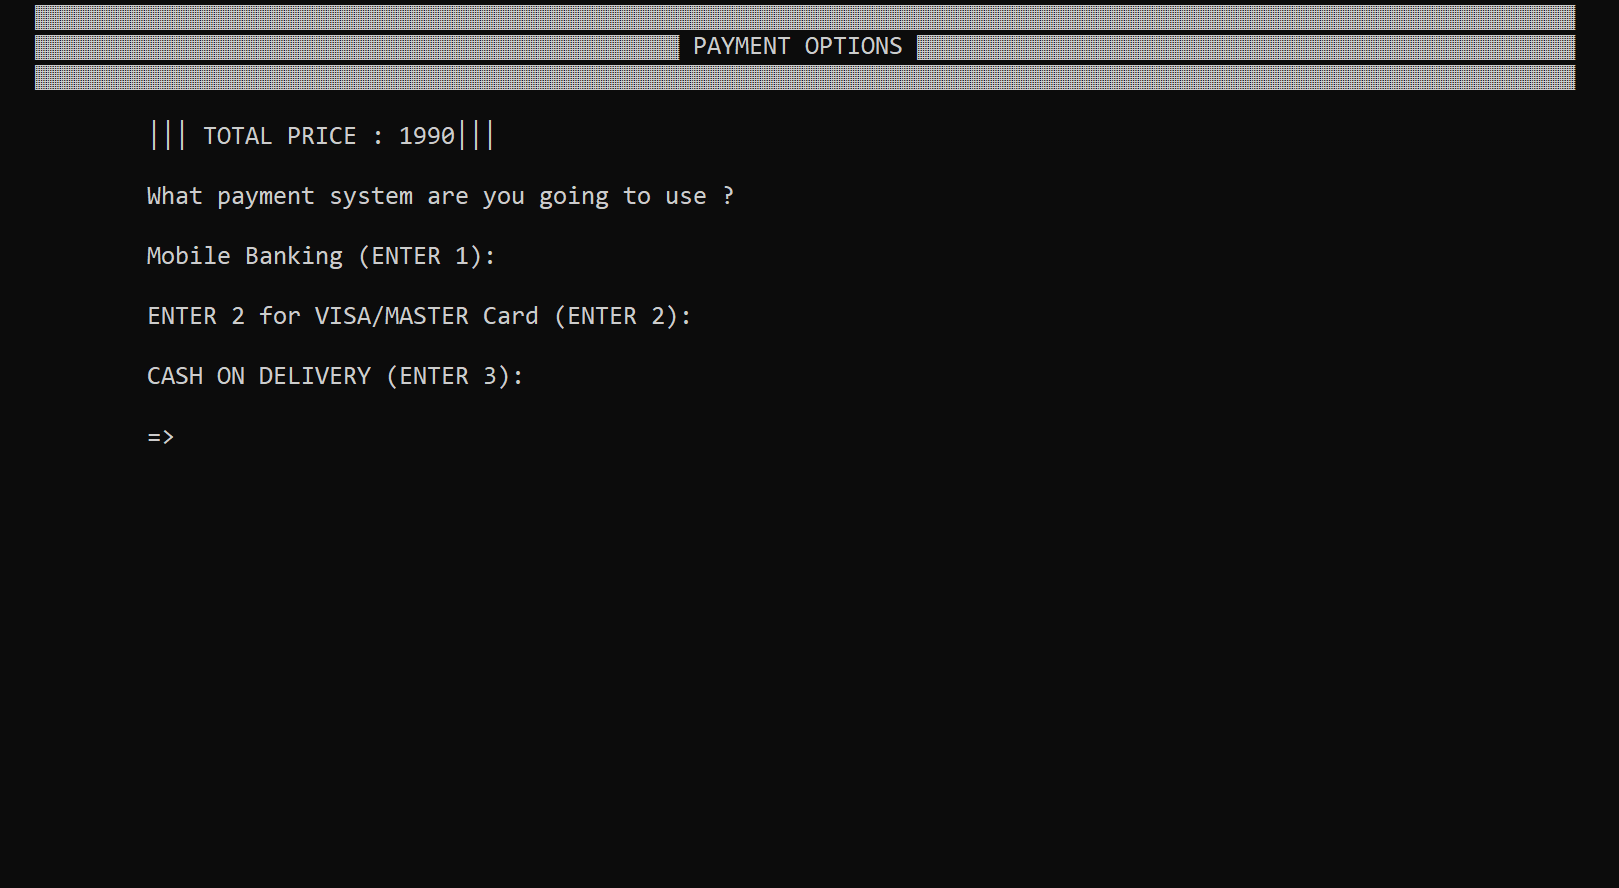 PAYMENT OPTIONS
||| TOTAL PRICE : 1990|||
What payment system are you going to use ?
Mobile Banking (ENTER 1):
ENTER 2 for VISA/MASTER Card (ENTER 2):
CASH ON DELIVERY (ENTER 3):
=>